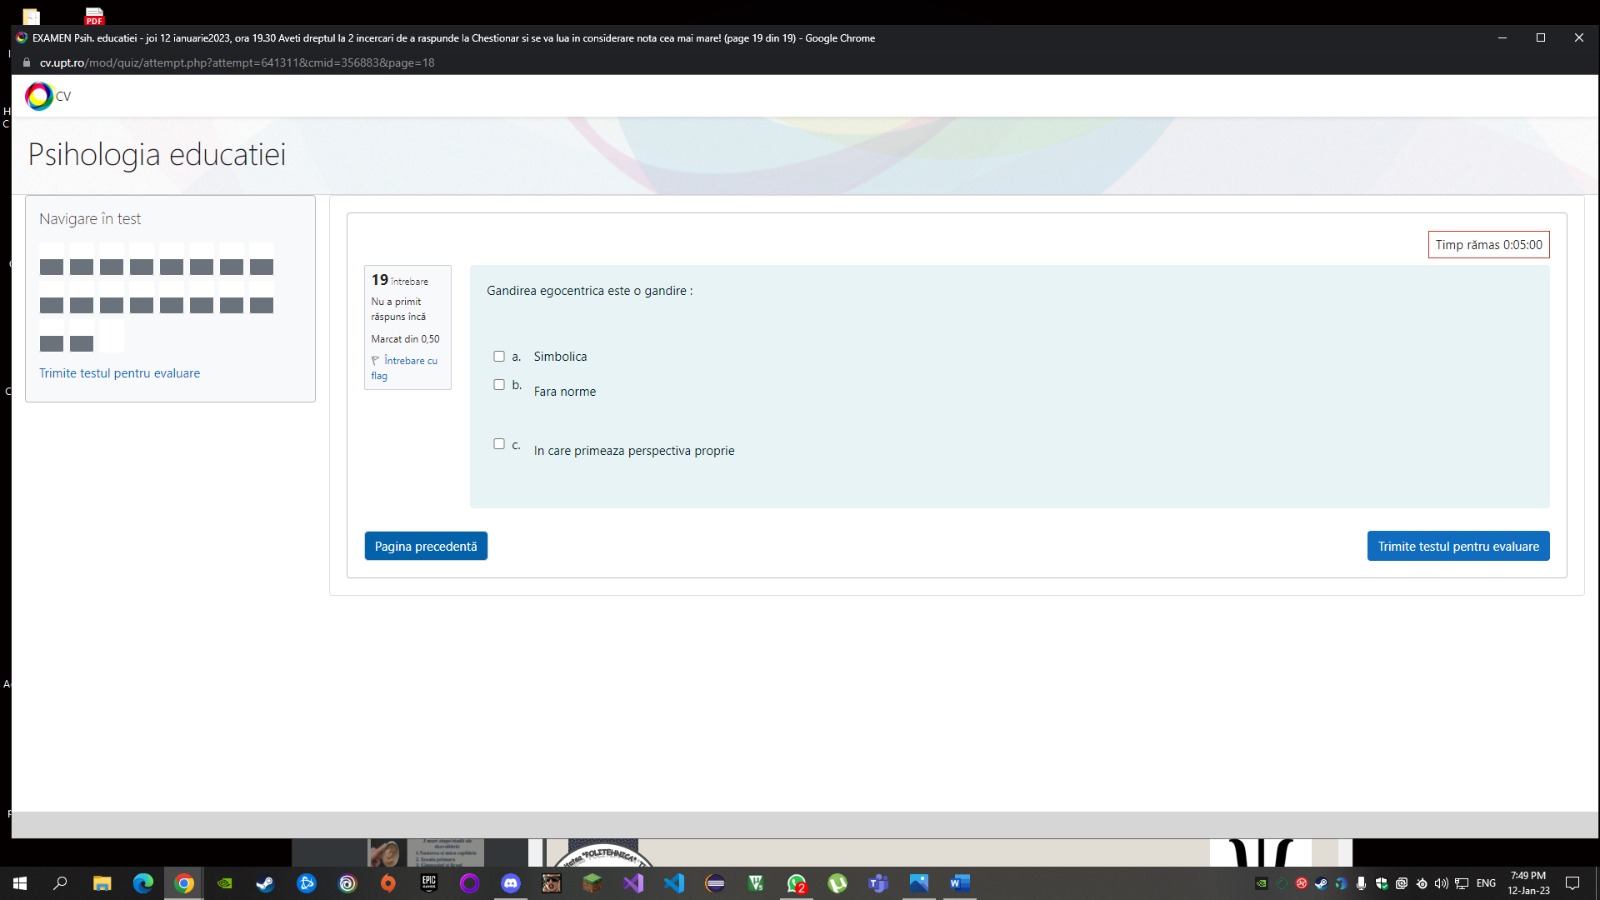 PDF
EXAMEN Psih. educatiei - joi 12 ianuarie2023, ora 19.30 Aveti dreptul la 2 incercari de a raspunde la Chestionar si se va lua in considerare nota cea mai mare! (page 19 din 19) - Google Chrome
cv.upt.ro/mod/quiz/attempt.php?attempt=641311&cmid=356883&page=18
CV
Psihologia educatiei
Navigare în test
Trimite testul pentru evaluare
Timp rămas 0:05:00
19 Întrebare
Nu a primit
răspuns încă
Marcat din 0,50
Întrebare cu
flag
Gandirea egocentrica este o gandire :
a. Simbolica
b. Fara norme
c. In care primeaza perspectiva proprie
Pagina precedentă
Trimite testul pentru evaluare
"POLITEHNICA"
EPIC
2
ENG
7:49 PM
12-Jan-23